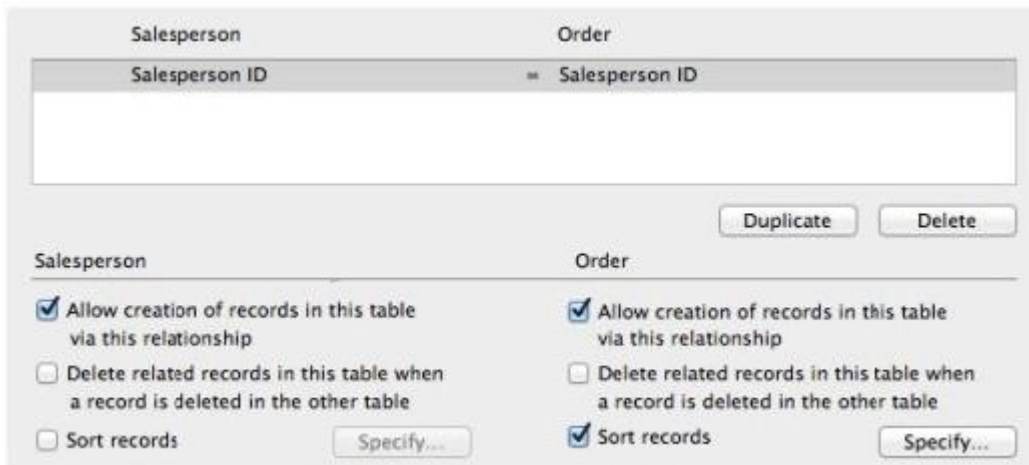 Salesperson Order
Salesperson ID = Salesperson ID
Duplicate Delete
Salesperson Order
Allow creation of records in this table Allow creation of records in this table
via this relationship via this relationship
Delete related records in this table when Delete related records in this table when
a record is deleted in the other table a record is deleted in the other table
Sort records Specify... Sort records Specify...